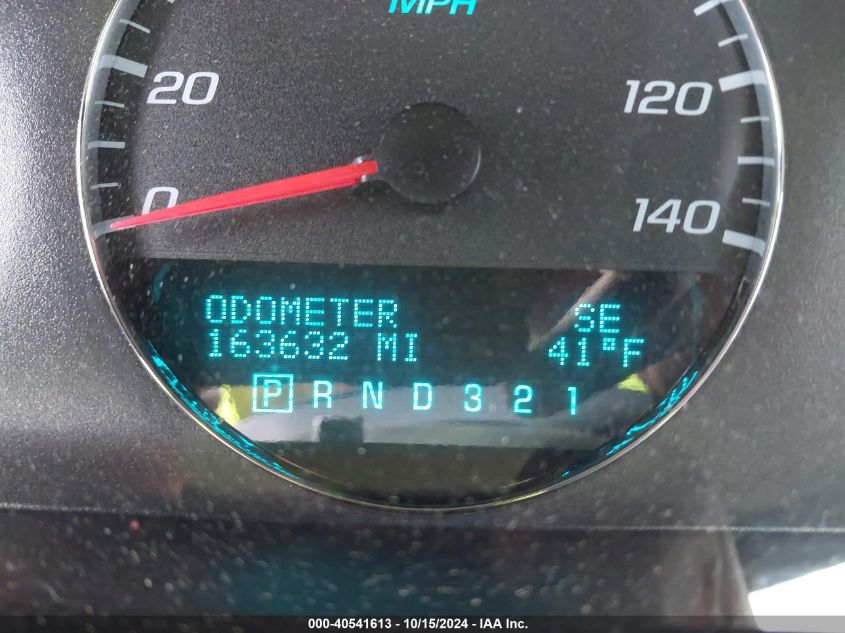 MPH
20
120
0
140
ODOMETER SE
163632 MI 41°F
P R N D 3 2 1
000-40541613 - 10/15/2024 - IAA Inc.